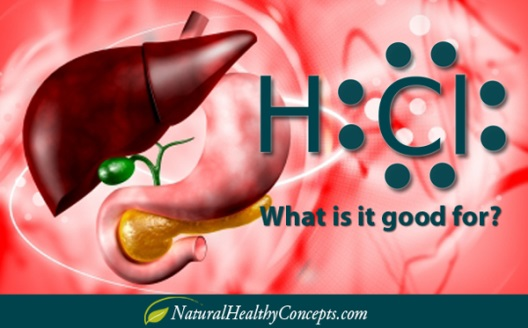 H:Cl:
What is it good for?
NaturalHealthyConcepts.com